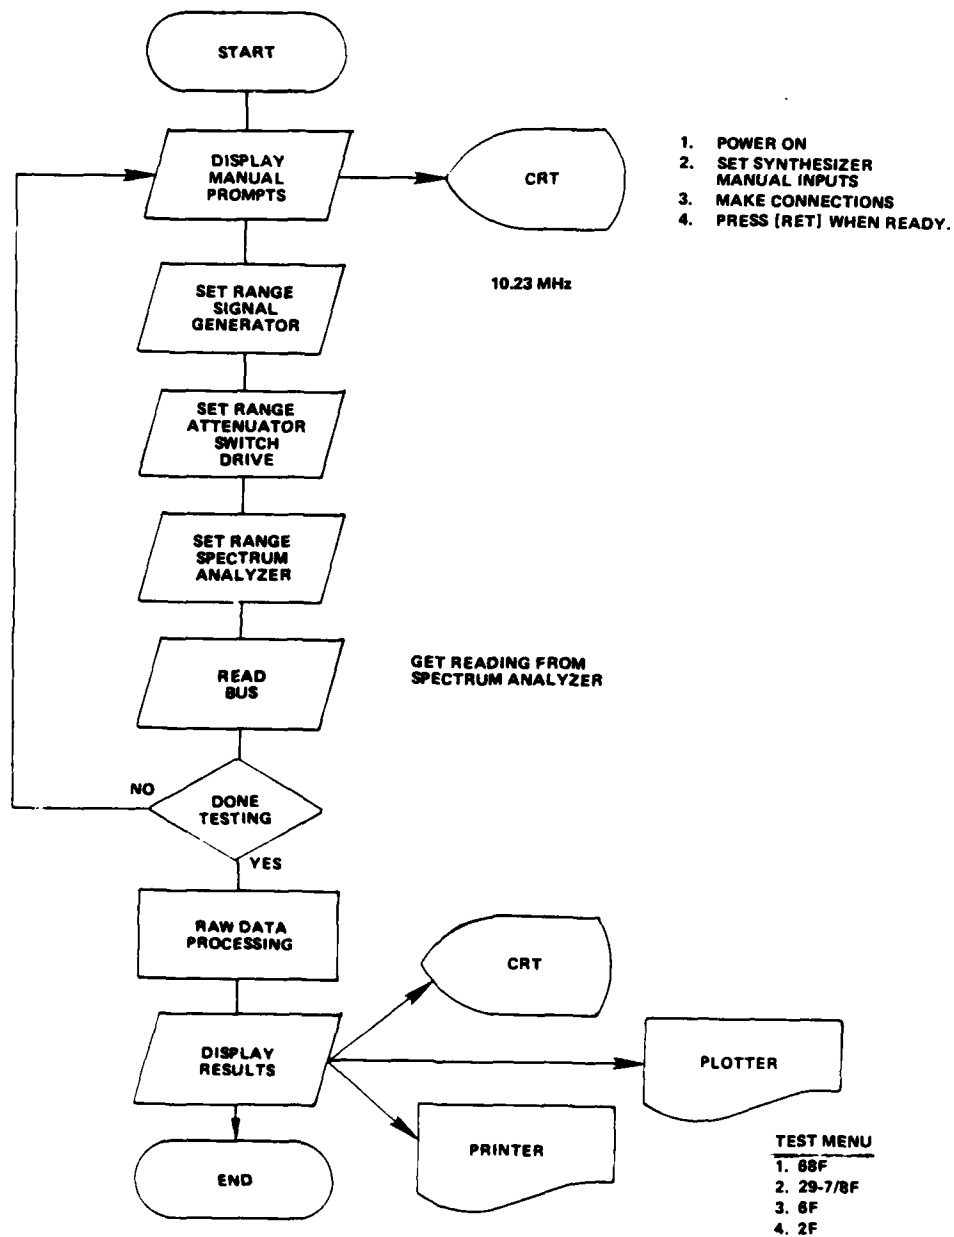 START
DISPLAY
MANUAL
PROMPTS
CRT
1. POWER ON
2. SET SYNTHESIZER
MANUAL INPUTS
3. MAKE CONNECTIONS
4. PRESS [RET] WHEN READY.
10.23 MHz
SET RANGE
SIGNAL
GENERATOR
SET RANGE
ATTENUATOR
SWITCH
DRIVE
SET RANGE
SPECTRUM
ANALYZER
READ
BUS
GET READING FROM
SPECTRUM ANALYZER
NO
DONE
TESTING
YES
RAW DATA
PROCESSING
CRT
DISPLAY
RESULTS
PLOTTER
PRINTER
END
TEST MENU
1. 68F
2. 29-7/8F
3. 6F
4. 2F